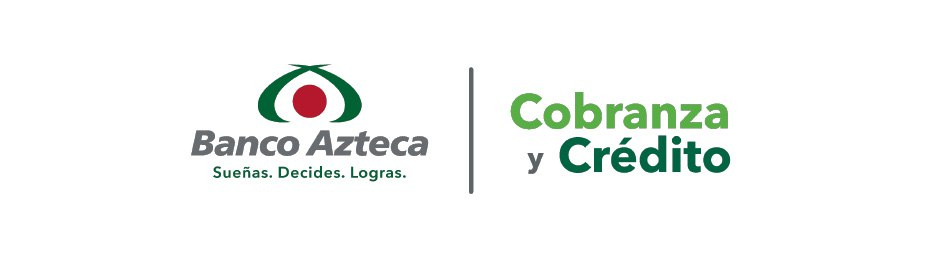 Banco Azteca
Sueñas. Decides. Logras.
Cobranza
y Crédito